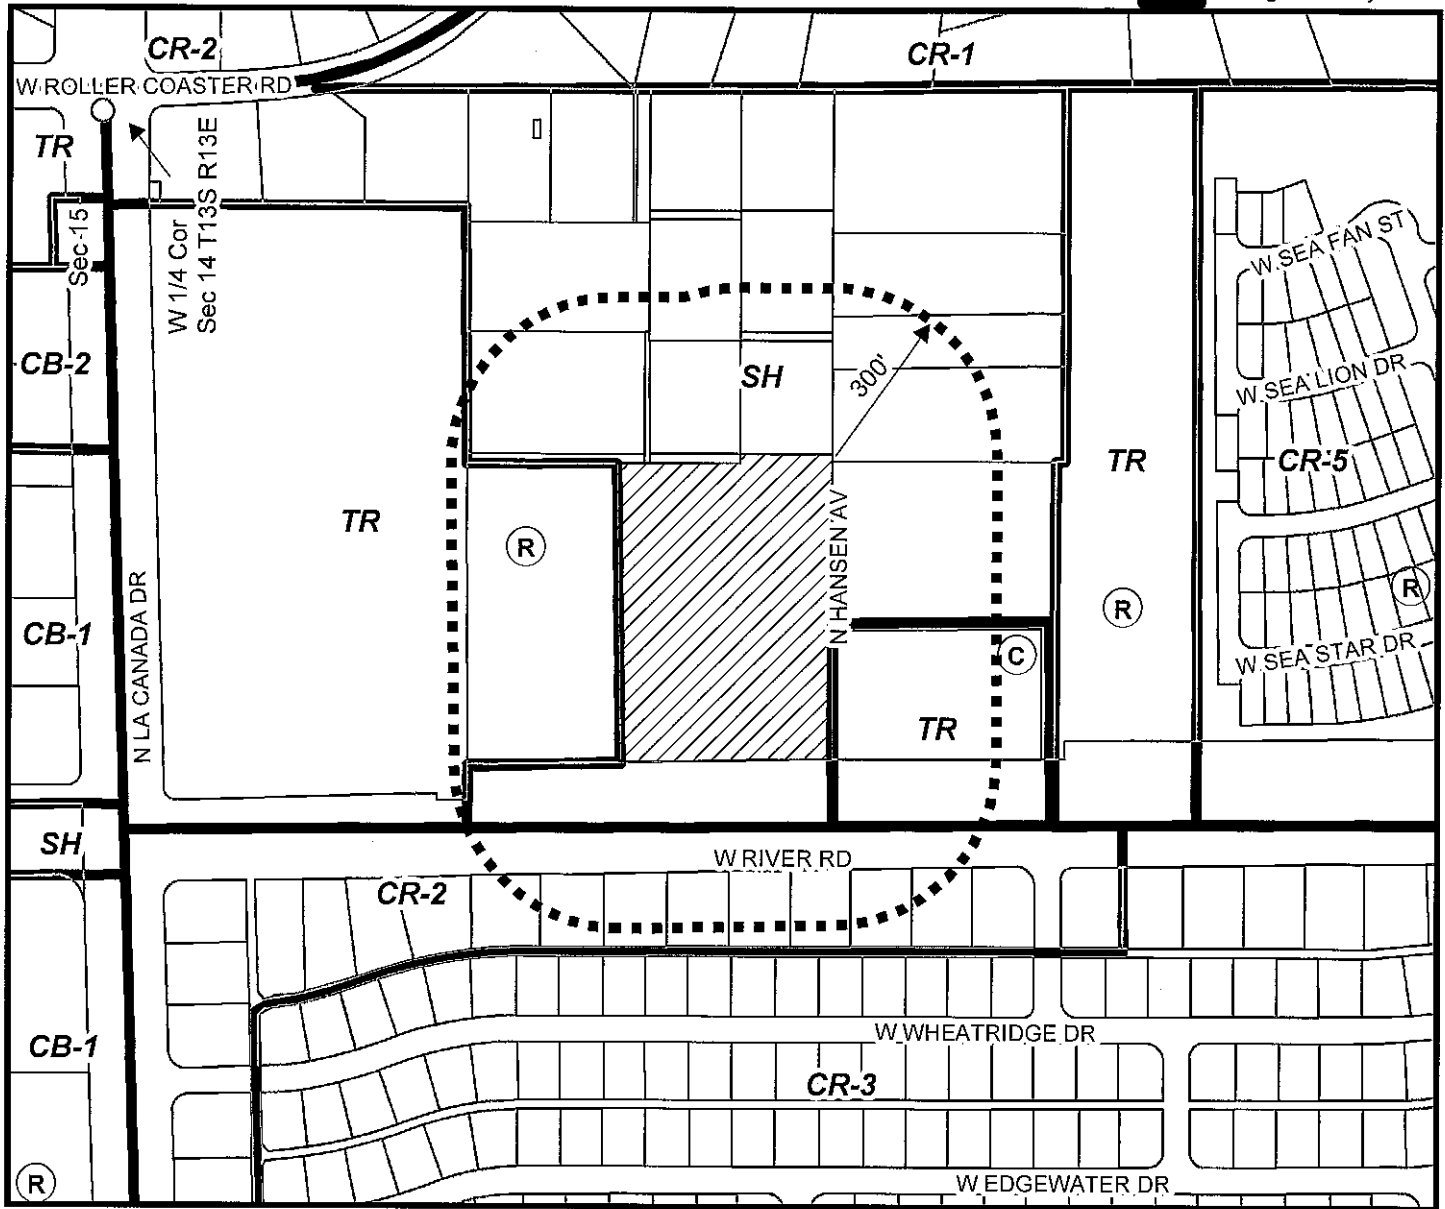 CR-2
CR-1
W ROLLER COASTER RD
TR
Sec 15
W 1/4 Cor
Sec 14 T13S R13E
W SEA FAN ST
CB-2
SH
300'
W SEA LION DR
TR
CR-5
TR
R
N HANSEN AV
R
R
CB-1
N LA CANADA DR
C
W SEA STAR DR
TR
SH
W RIVER RD
CR-2
CB-1
W WHEATRIDGE DR
CR-3
R
W EDGEWATER DR